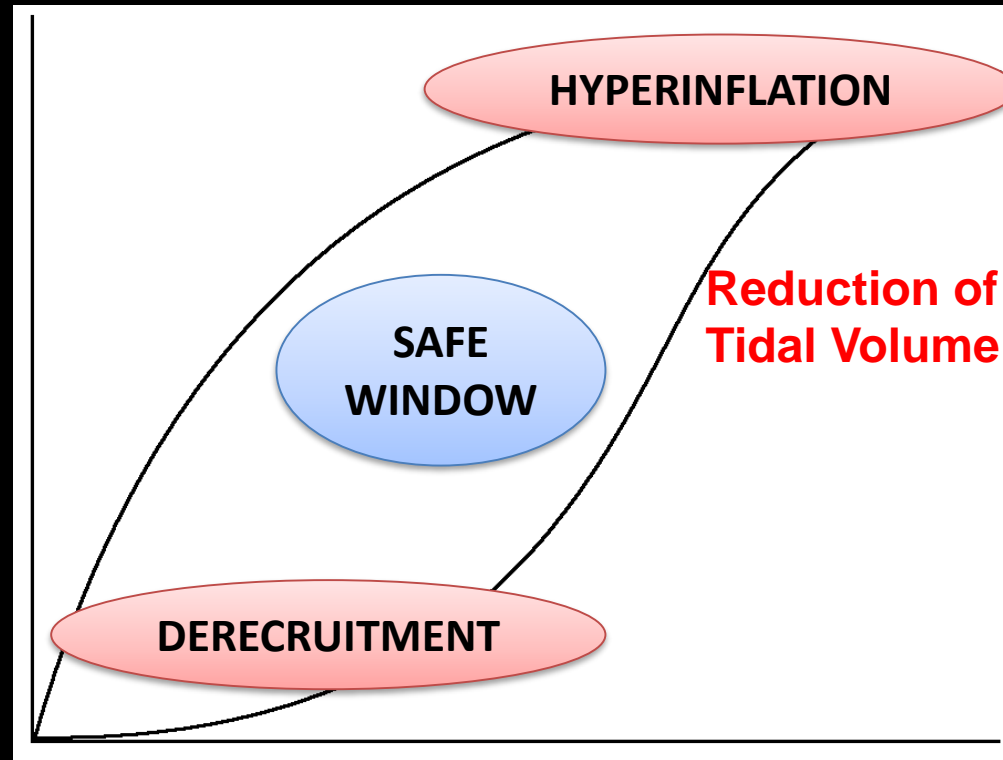 HYPERINFLATION
Reduction of
Tidal Volume
SAFE
WINDOW
DERECRUITMENT